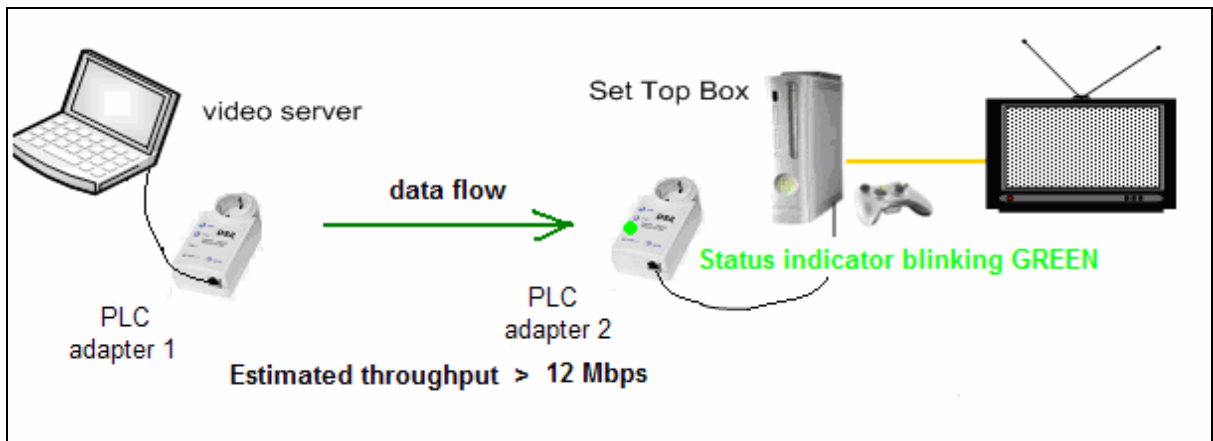 video server
Set Top Box
data flow
Status indicator blinking GREEN
PLC
adapter 1
PLC
adapter 2
Estimated throughput > 12 Mbps